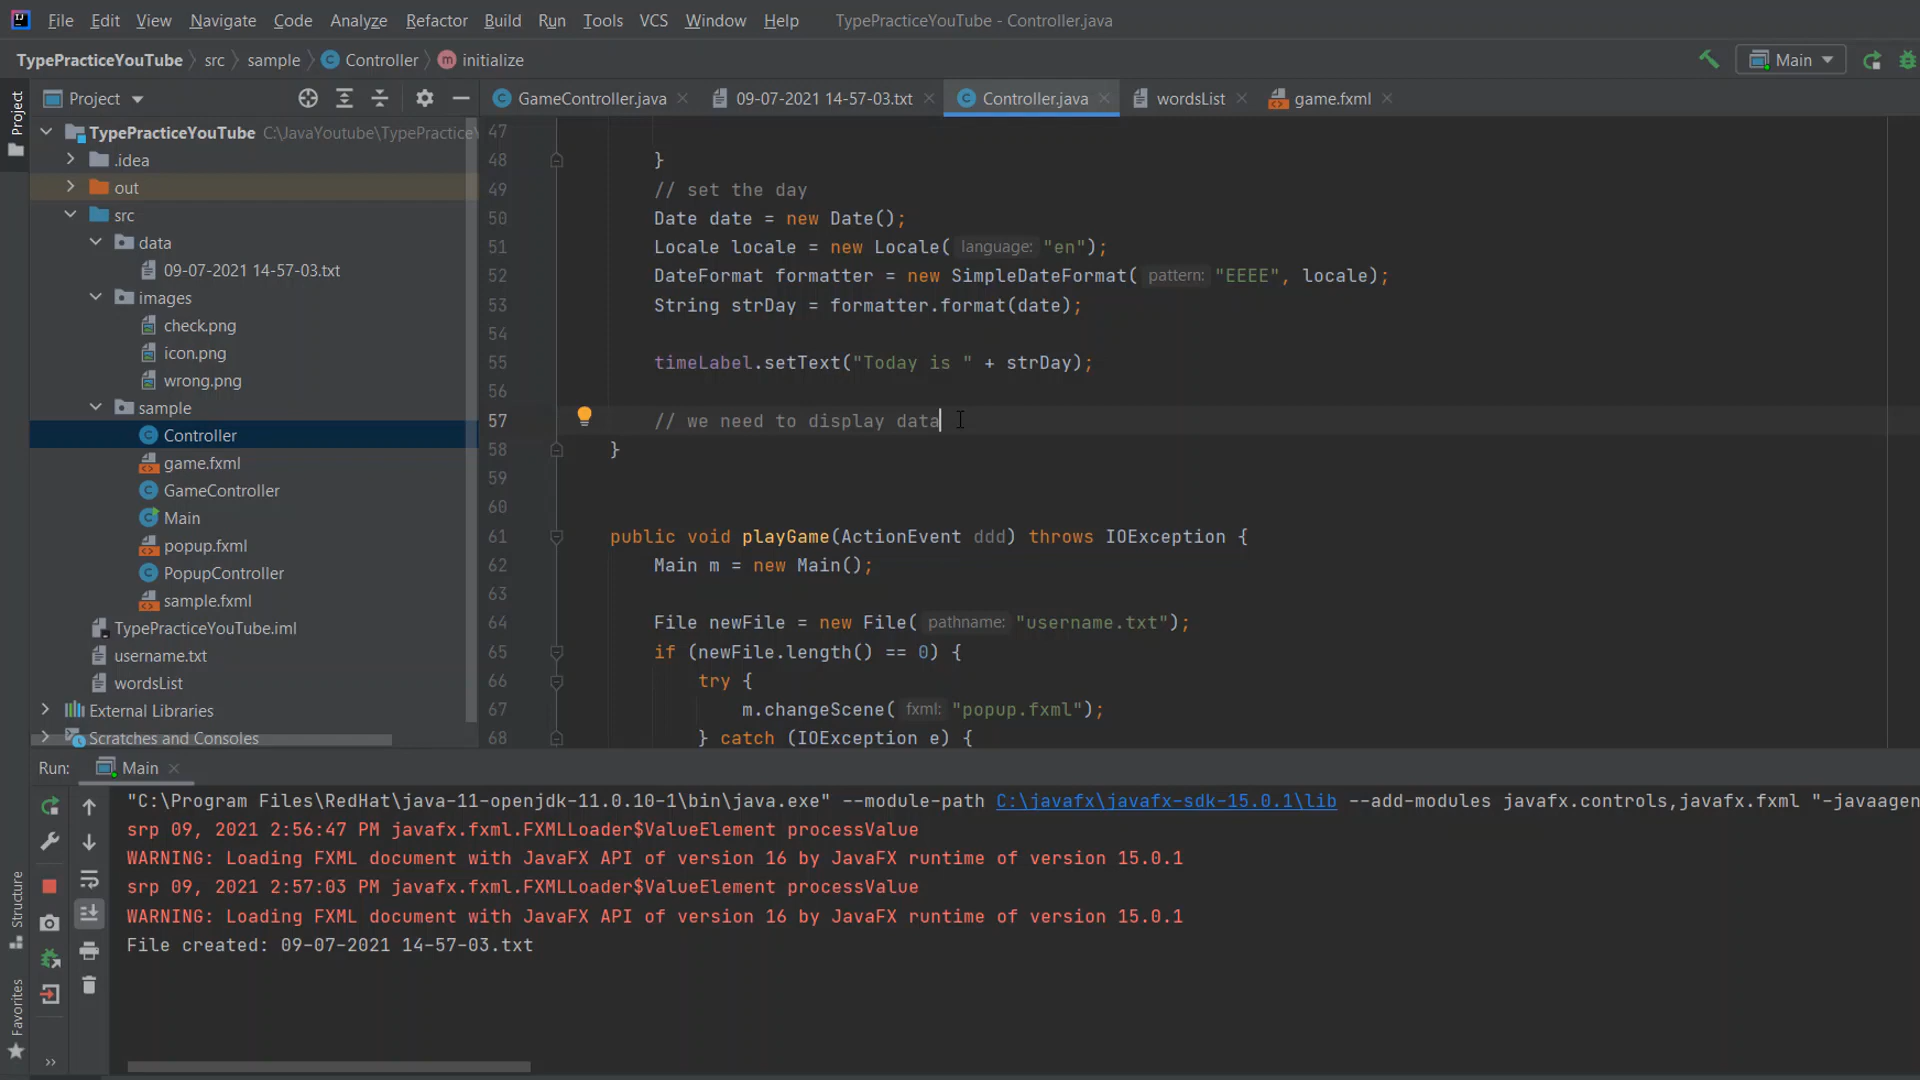 File Edit View Navigate Code Analyze Refactor Build Run Tools VCS Window Help TypePracticeYouTube - Controller.java
TypePracticeYouTube src sample Controller initialize Main
Project
Project GameController.java 09-07-2021 14-57-03.txt Controller.java wordsList game.fxml
TypePracticeYouTube C:\JavaYoutube\TypePractice
.idea
out
src
data
09-07-2021 14-57-03.txt
images
check.png
icon.png
wrong.png
sample
Controller
game.fxml
GameController
Main
popup.fxml
PopupController
sample.fxml
TypePracticeYouTube.iml
username.txt
wordsList
External Libraries
Scratches and Consoles
47
48 }
49 // set the day
50 Date date = new Date();
51 Locale locale = new Locale( language: "en");
52 DateFormat formatter = new SimpleDateFormat( pattern: "EEEE", locale);
53 String strDay = formatter.format(date);
54
55 timeLabel.setText("Today is " + strDay);
56
57 // we need to display data
58 }
59
60
61 public void playGame(ActionEvent ddd) throws IOException {
62 Main m = new Main();
63
64 File newFile = new File( pathname: "username.txt");
65 if (newFile.length() == 0) {
66 try {
67 m.changeScene( fxml: "popup.fxml");
68 } catch (IOException e) {
Run: Main
"C:\Program Files\RedHat\java-11-openjdk-11.0.10-1\bin\java.exe" --module-path C:\javafx\javafx-sdk-15.0.1\lib --add-modules javafx.controls,javafx.fxml "-javaagen
srp 09, 2021 2:56:47 PM javafx.fxml.FXMLLoader$ValueElement processValue
WARNING: Loading FXML document with JavaFX API of version 16 by JavaFX runtime of version 15.0.1
srp 09, 2021 2:57:03 PM javafx.fxml.FXMLLoader$ValueElement processValue
WARNING: Loading FXML document with JavaFX API of version 16 by JavaFX runtime of version 15.0.1
File created: 09-07-2021 14-57-03.txt
Structure
Favorites